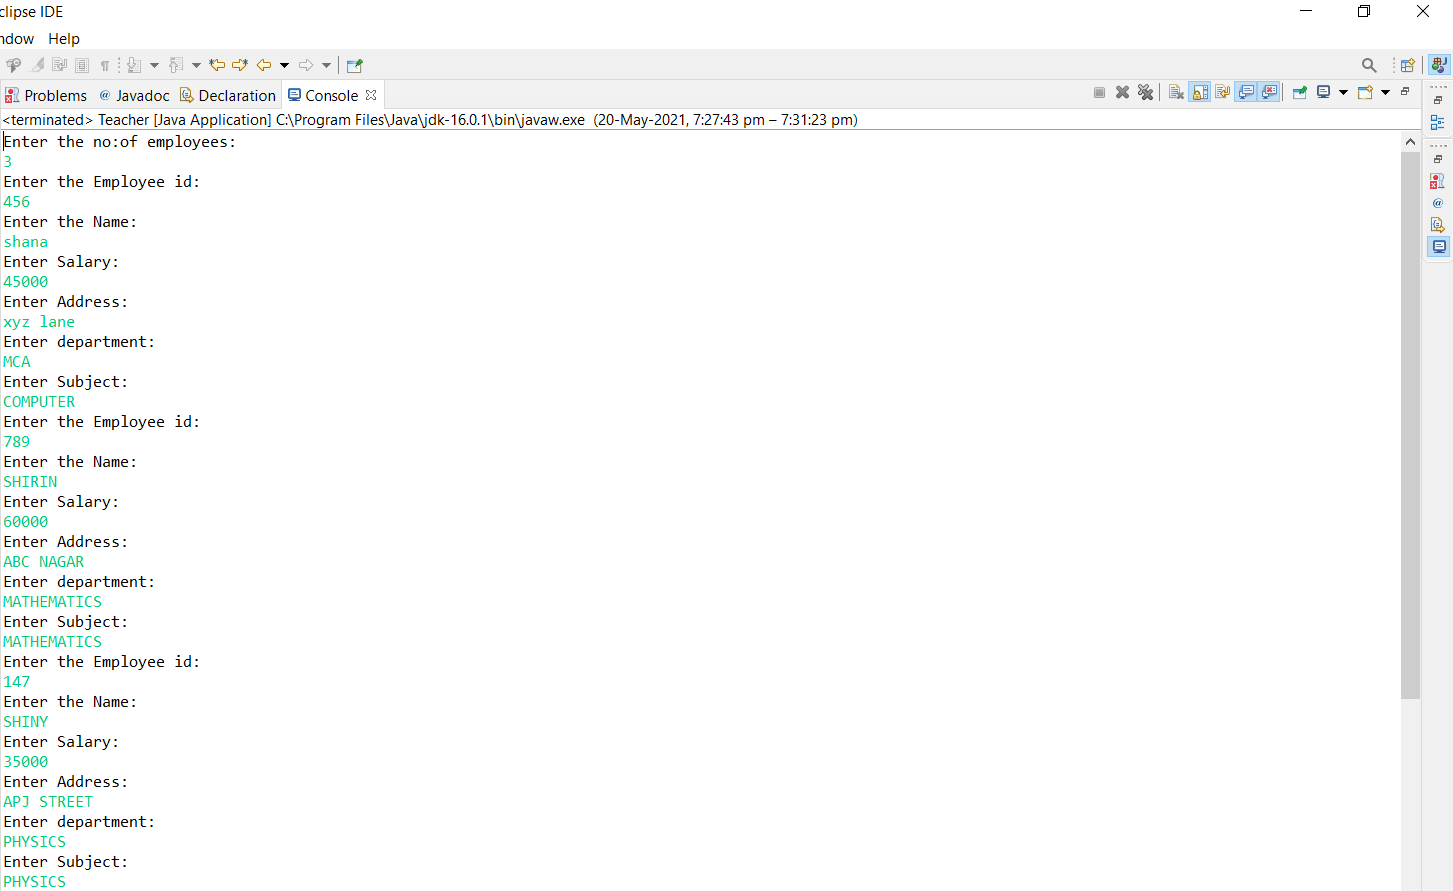 clipse IDE
ndow Help
Problems @ Javadoc Declaration Console
<terminated> Teacher [Java Application] C:\Program Files\Java\jdk-16.0.1\bin\javaw.exe (20-May-2021, 7:27:43 pm – 7:31:23 pm)
Enter the no:of employees:
3
Enter the Employee id:
456
Enter the Name:
shana
Enter Salary:
45000
Enter Address:
xyz lane
Enter department:
MCA
Enter Subject:
COMPUTER
Enter the Employee id:
789
Enter the Name:
SHIRIN
Enter Salary:
60000
Enter Address:
ABC NAGAR
Enter department:
MATHEMATICS
Enter Subject:
MATHEMATICS
Enter the Employee id:
147
Enter the Name:
SHINY
Enter Salary:
35000
Enter Address:
APJ STREET
Enter department:
PHYSICS
Enter Subject:
PHYSICS